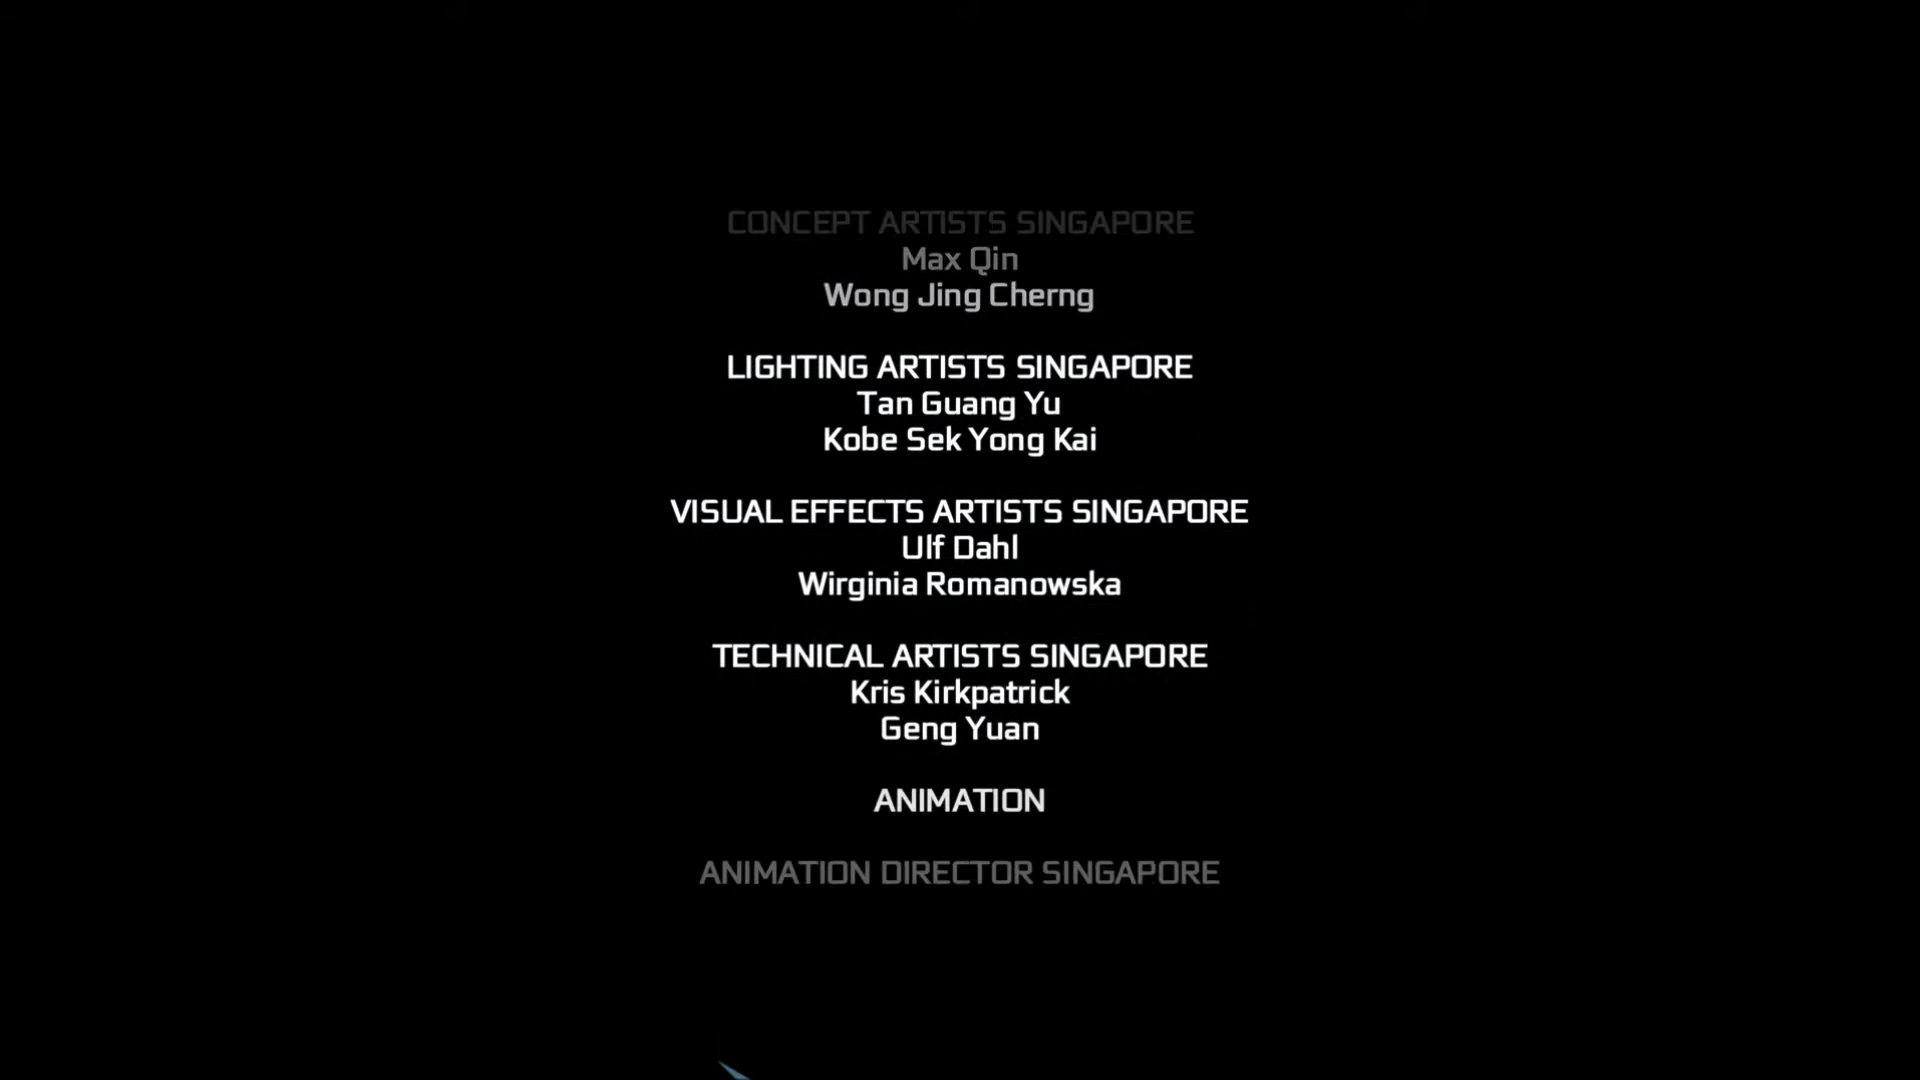 CONCEPT ARTISTS SINGAPORE
Max Qin
Wong Jing Cherng
LIGHTING ARTISTS SINGAPORE
Tan Guang Yu
Kobe Sek Yong Kai
VISUAL EFFECTS ARTISTS SINGAPORE
Ulf Dahl
Wirginia Romanowska
TECHNICAL ARTISTS SINGAPORE
Kris Kirkpatrick
Geng Yuan
ANIMATION
ANIMATION DIRECTOR SINGAPORE